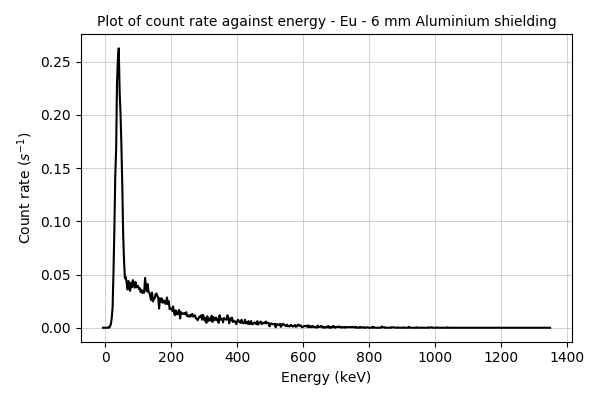 Plot of count rate against energy - Eu - 6 mm Aluminium shielding
Count rate (s⁻¹)
0.25
0.20
0.15
0.10
0.05
0.00
0 200 400 600 800 1000 1200 1400
Energy (keV)